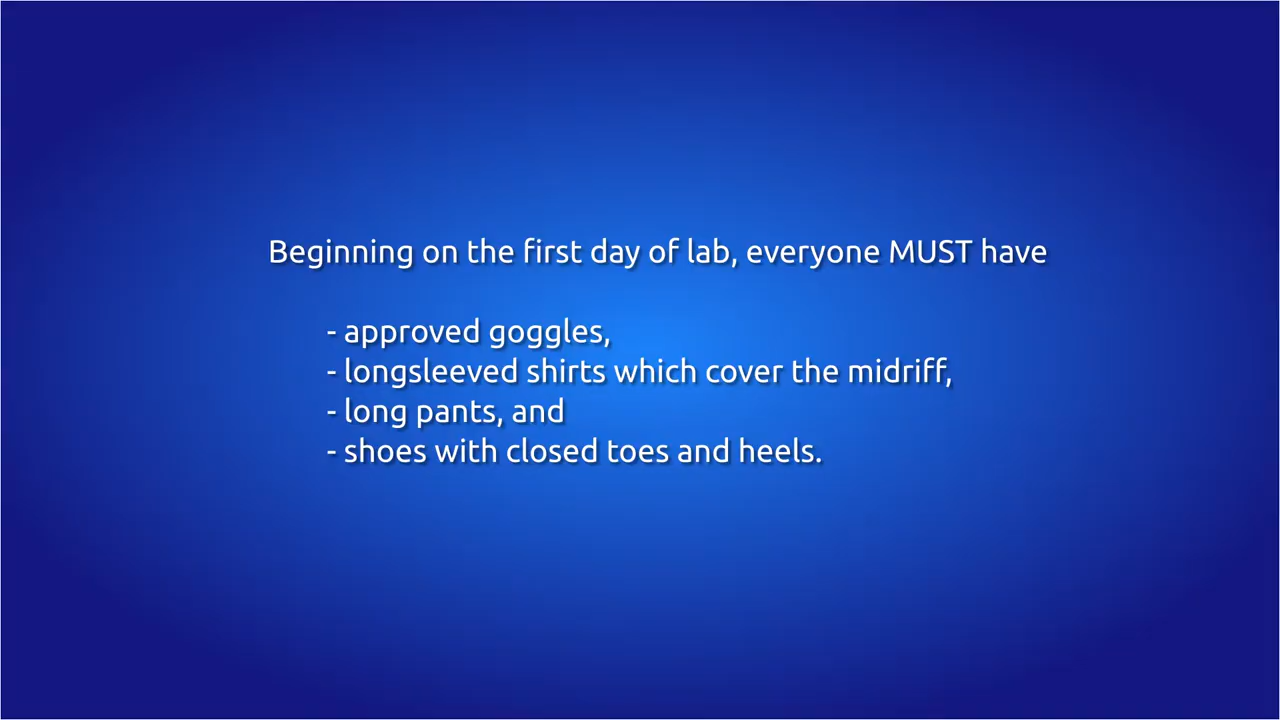 Beginning on the first day of lab, everyone MUST have
- approved goggles,
- longsleeved shirts which cover the midriff,
- long pants, and
- shoes with closed toes and heels.